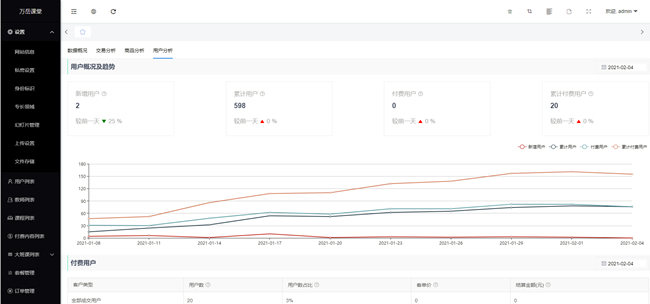 万岳课堂
欢迎, admin
设置
网站信息
私密设置
身份标识
专长领域
幻灯片管理
上传设置
文件存储
用户列表
教师列表
课程列表
付费内容列表
大班课列表
套餐管理
订单管理
数据概况 交易分析 商品分析 用户分析
用户概况及趋势 2021-02-04
新增用户 累计用户 付费用户 累计付费用户
2 598 0 20
较前一天 25 % 较前一天 0 % 较前一天 0 % 较前一天 0 %
新增用户 累计用户 付费用户 累计付费用户
180
150
120
90
60
30
0
2021-01-08 2021-01-11 2021-01-14 2021-01-17 2021-01-20 2021-01-23 2021-01-26 2021-01-29 2021-02-01 2021-02-04
付费用户 2021-02-04
客户类型 用户数 用户数占比 客单价 结算金额(元)
全部成交用户 20 3% 0 0